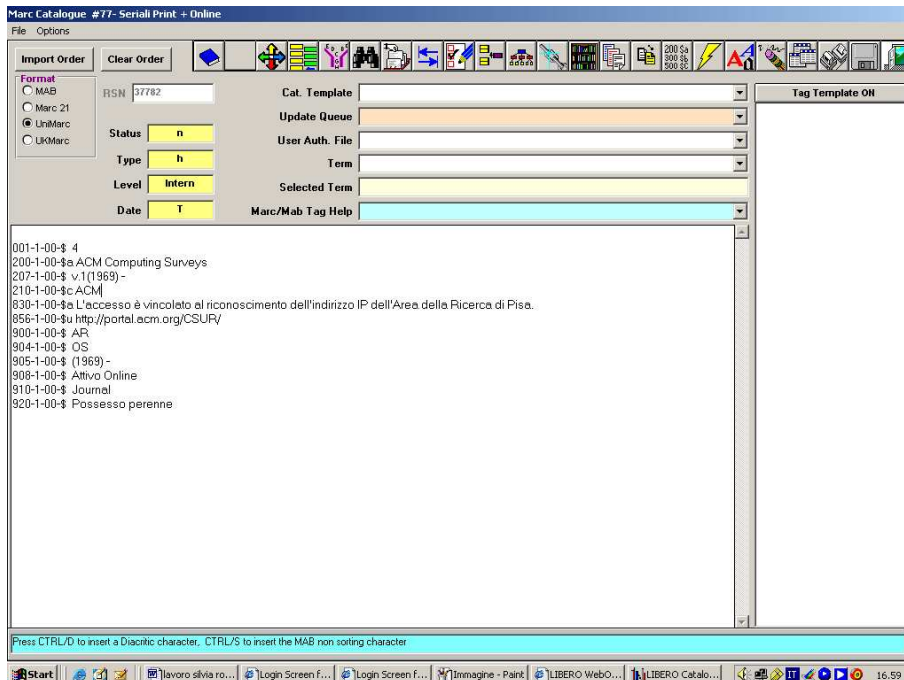 Marc Catalogue #77- Seriali Print + Online
File Options
Import Order Clear Order
200 $a
300 $b
500 $c
Format
MAB
Marc 21
UniMarc
UKMarc
RSN 37782
Status n
Type h
Level Intern
Date T
Cat. Template
Update Queue
User Auth. File
Term
Selected Term
Marc/Mab Tag Help
Tag Template ON
001-1-00-$ 4
200-1-00-$a ACM Computing Surveys
207-1-00-$ v.1(1969) -
210-1-00-$c ACM
830-1-00-$a L'accesso è vincolato al riconoscimento dell'indirizzo IP dell'Area della Ricerca di Pisa.
856-1-00-$u http://portal.acm.org/CSUR/
900-1-00-$ AR
904-1-00-$ OS
905-1-00-$ (1969) -
908-1-00-$ Attivo Online
910-1-00-$ Journal
920-1-00-$ Possesso perenne
Press CTRL/D to insert a Diacritic character, CTRL/S to insert the MAB non sorting character
Start lavoro silvia ro... Login Screen f... Login Screen f... Immagine - Paint LIBERO WebO... LIBERO Catalo... IT 16.59